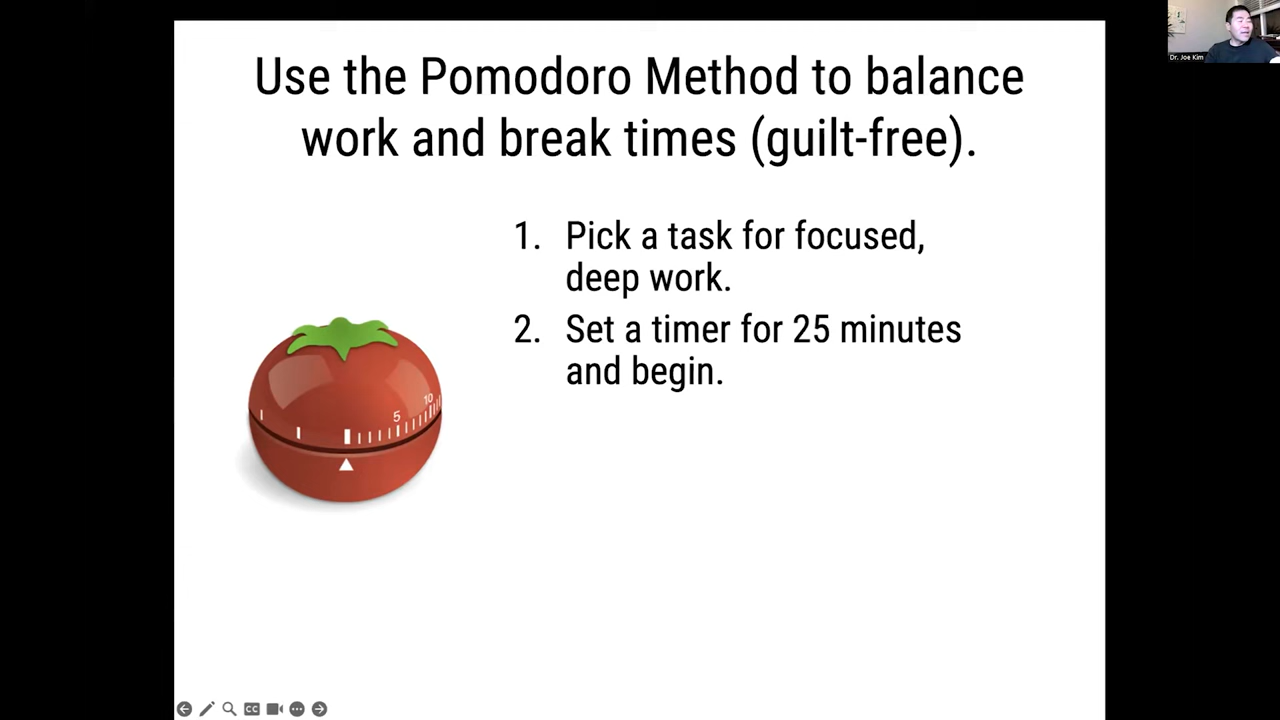 Use the Pomodoro Method to balance
work and break times (guilt-free).
1. Pick a task for focused,
deep work.
2. Set a timer for 25 minutes
and begin.
5
10
CC
Dr. Joe Kim